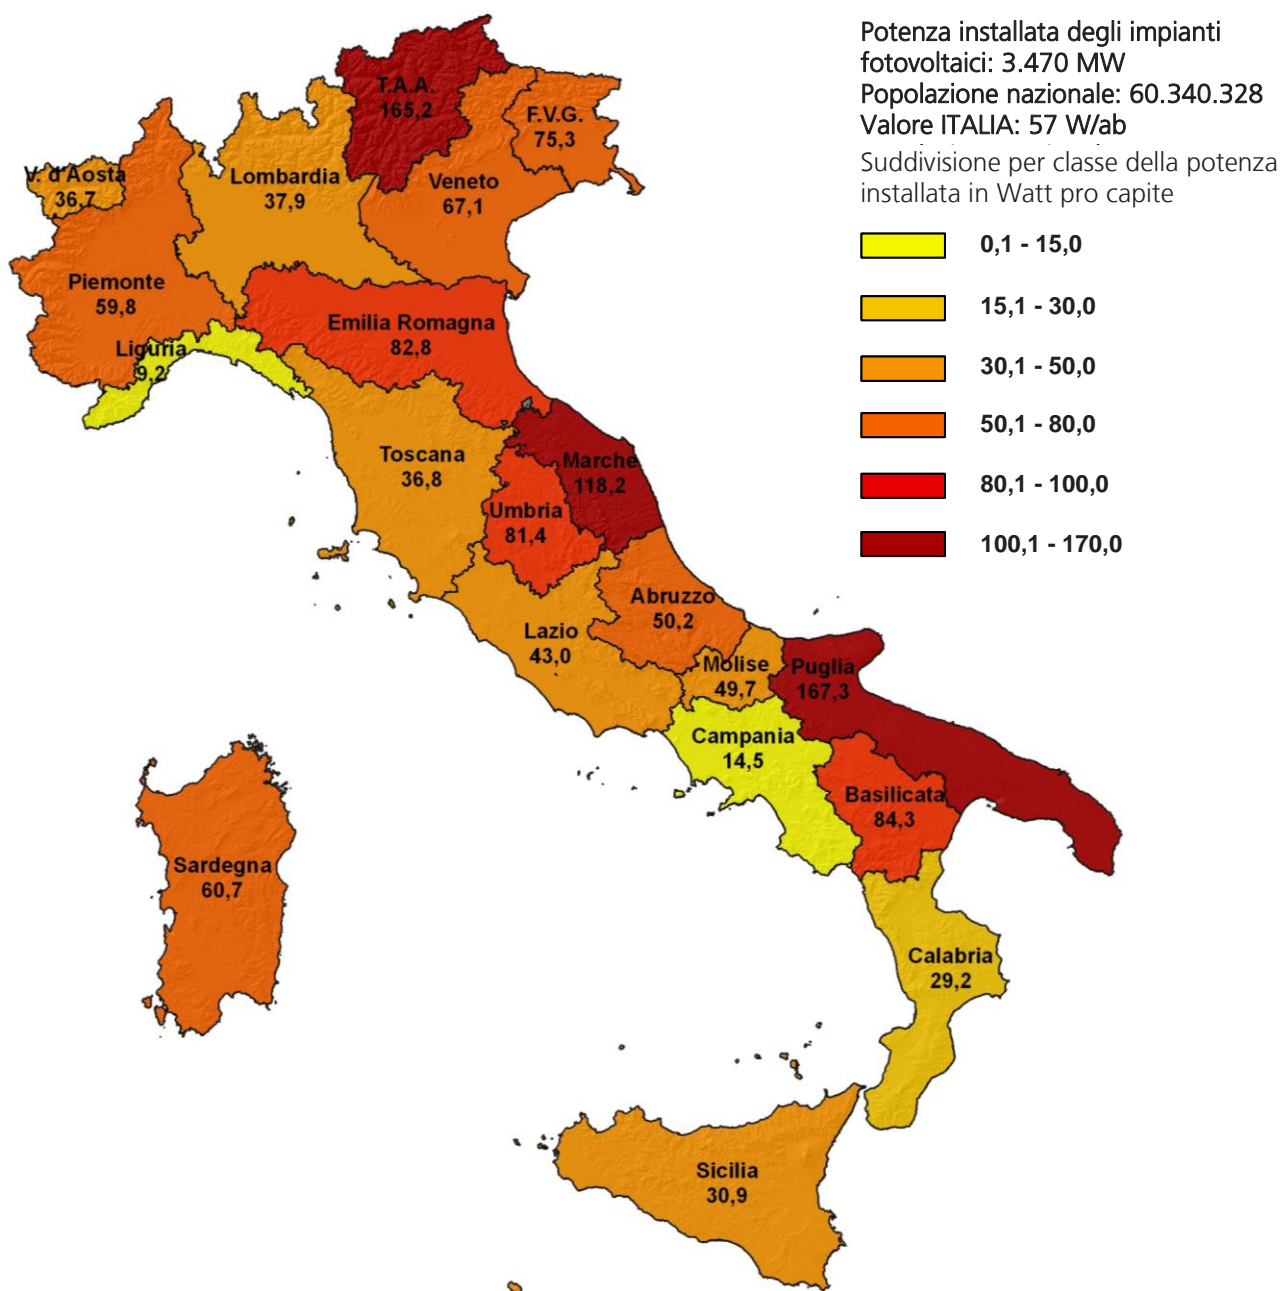 Potenza installata degli impianti
fotovoltaici: 3.470 MW
Popolazione nazionale: 60.340.328
Valore ITALIA: 57 W/ab
Suddivisione per classe della potenza
installata in Watt pro capite
0,1 - 15,0
15,1 - 30,0
30,1 - 50,0
50,1 - 80,0
80,1 - 100,0
100,1 - 170,0
T.A.A.
165,2
F.V.G.
75,3
V. d'Aosta
36,7
Lombardia
37,9
Veneto
67,1
Piemonte
59,8
Emilia Romagna
82,8
Liguria
9,2
Toscana
36,8
Marche
118,2
Umbria
81,4
Abruzzo
50,2
Lazio
43,0
Molise
49,7
Puglia
167,3
Campania
14,5
Basilicata
84,3
Sardegna
60,7
Calabria
29,2
Sicilia
30,9